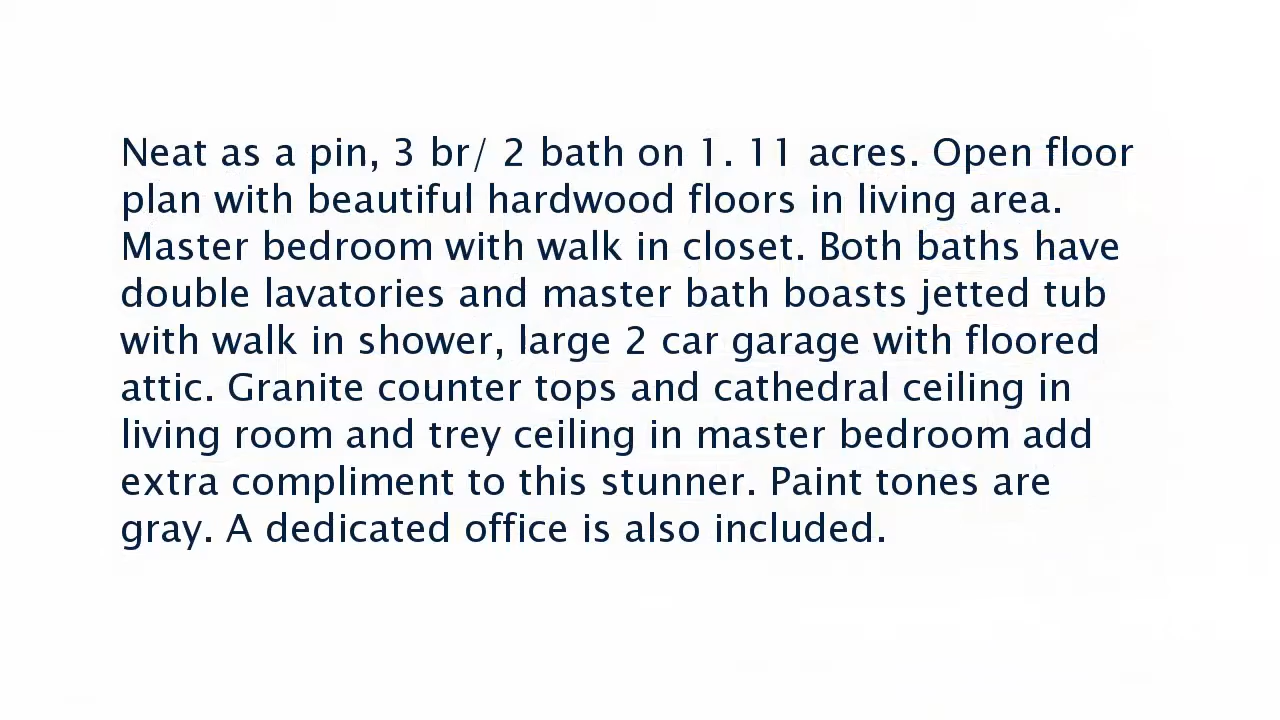 Neat as a pin, 3 br/ 2 bath on 1. 11 acres. Open floor
plan with beautiful hardwood floors in living area.
Master bedroom with walk in closet. Both baths have
double lavatories and master bath boasts jetted tub
with walk in shower, large 2 car garage with floored
attic. Granite counter tops and cathedral ceiling in
living room and trey ceiling in master bedroom add
extra compliment to this stunner. Paint tones are
gray. A dedicated office is also included.